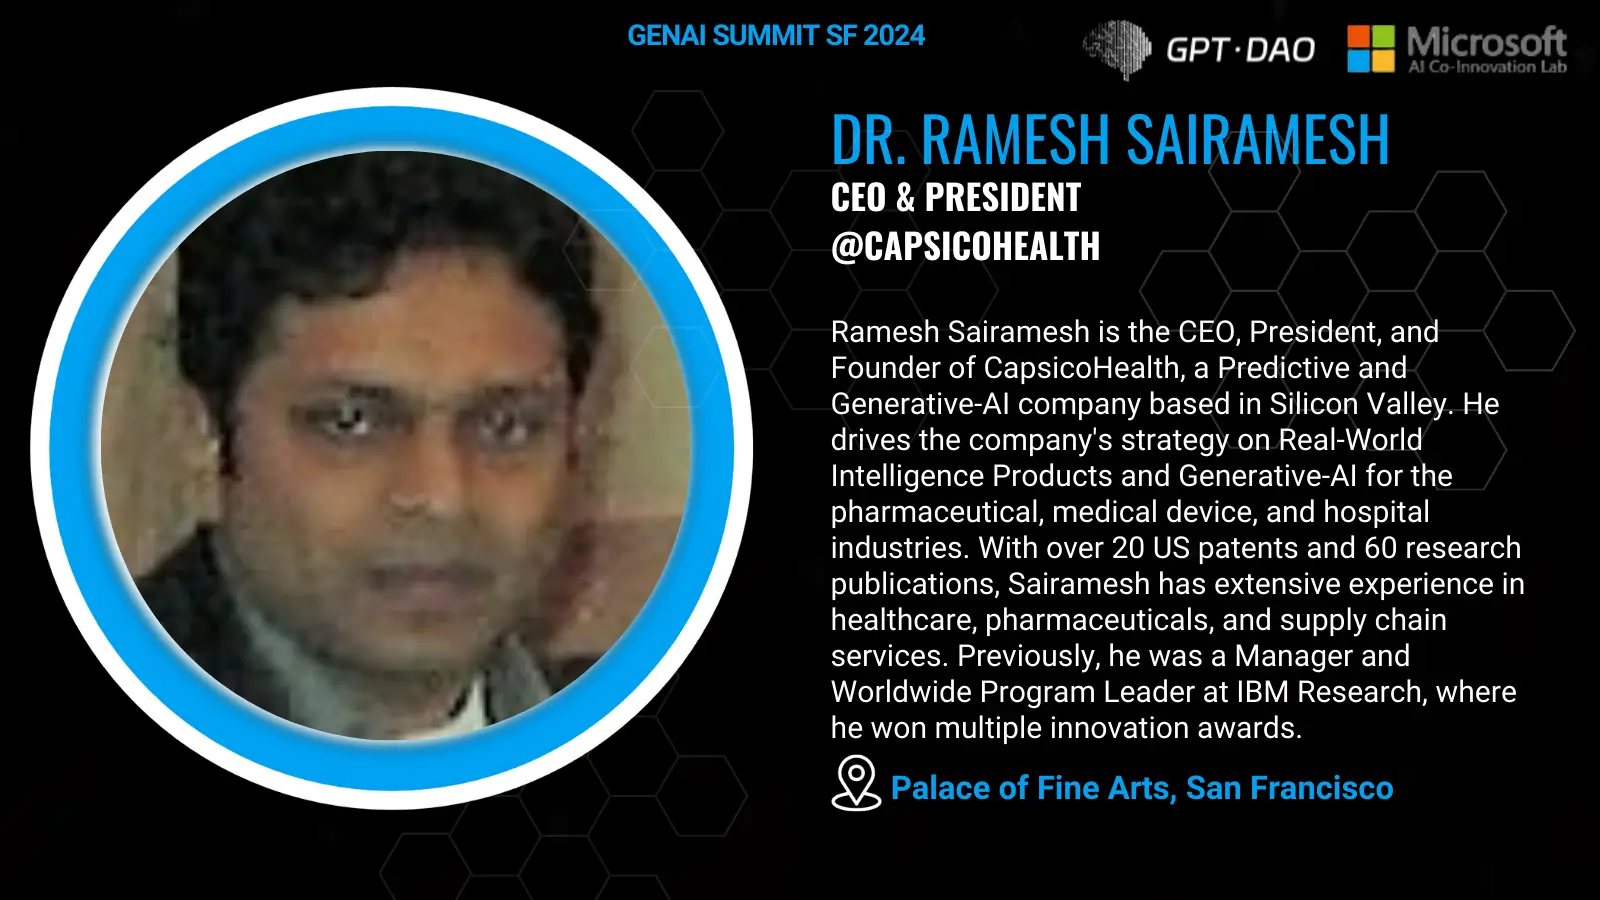 GENAI SUMMIT SF 2024
GPT·DAO
Microsoft
AI Co-Innovation Lab
DR. RAMESH SAIRAMESH
CEO & PRESIDENT
@CAPSICOHEALTH
Ramesh Sairamesh is the CEO, President, and
Founder of CapsicoHealth, a Predictive and
Generative-AI company based in Silicon Valley. He
drives the company's strategy on Real-World
Intelligence Products and Generative-AI for the
pharmaceutical, medical device, and hospital
industries. With over 20 US patents and 60 research
publications, Sairamesh has extensive experience in
healthcare, pharmaceuticals, and supply chain
services. Previously, he was a Manager and
Worldwide Program Leader at IBM Research, where
he won multiple innovation awards.
Palace of Fine Arts, San Francisco